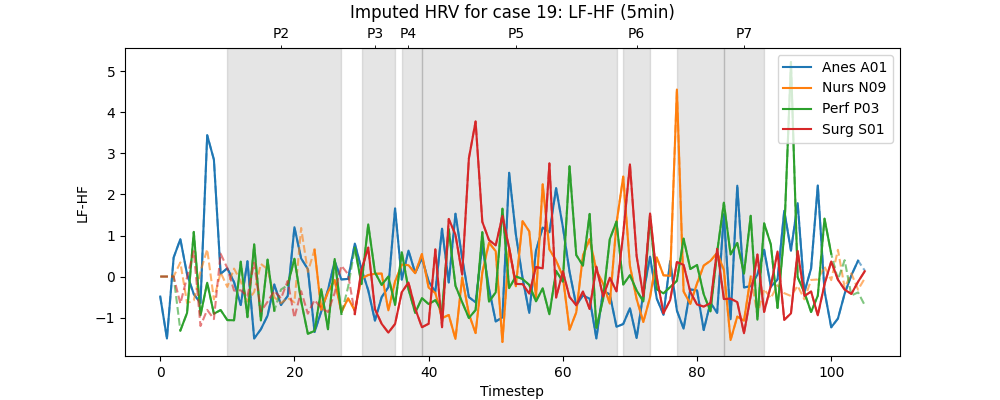 Imputed HRV for case 19: LF-HF (5min)
P2 P3 P4 P5 P6 P7
Anes A01
Nurs N09
Perf P03
Surg S01
5
4
3
2
1
0
−1
LF-HF
0 20 40 60 80 100
Timestep